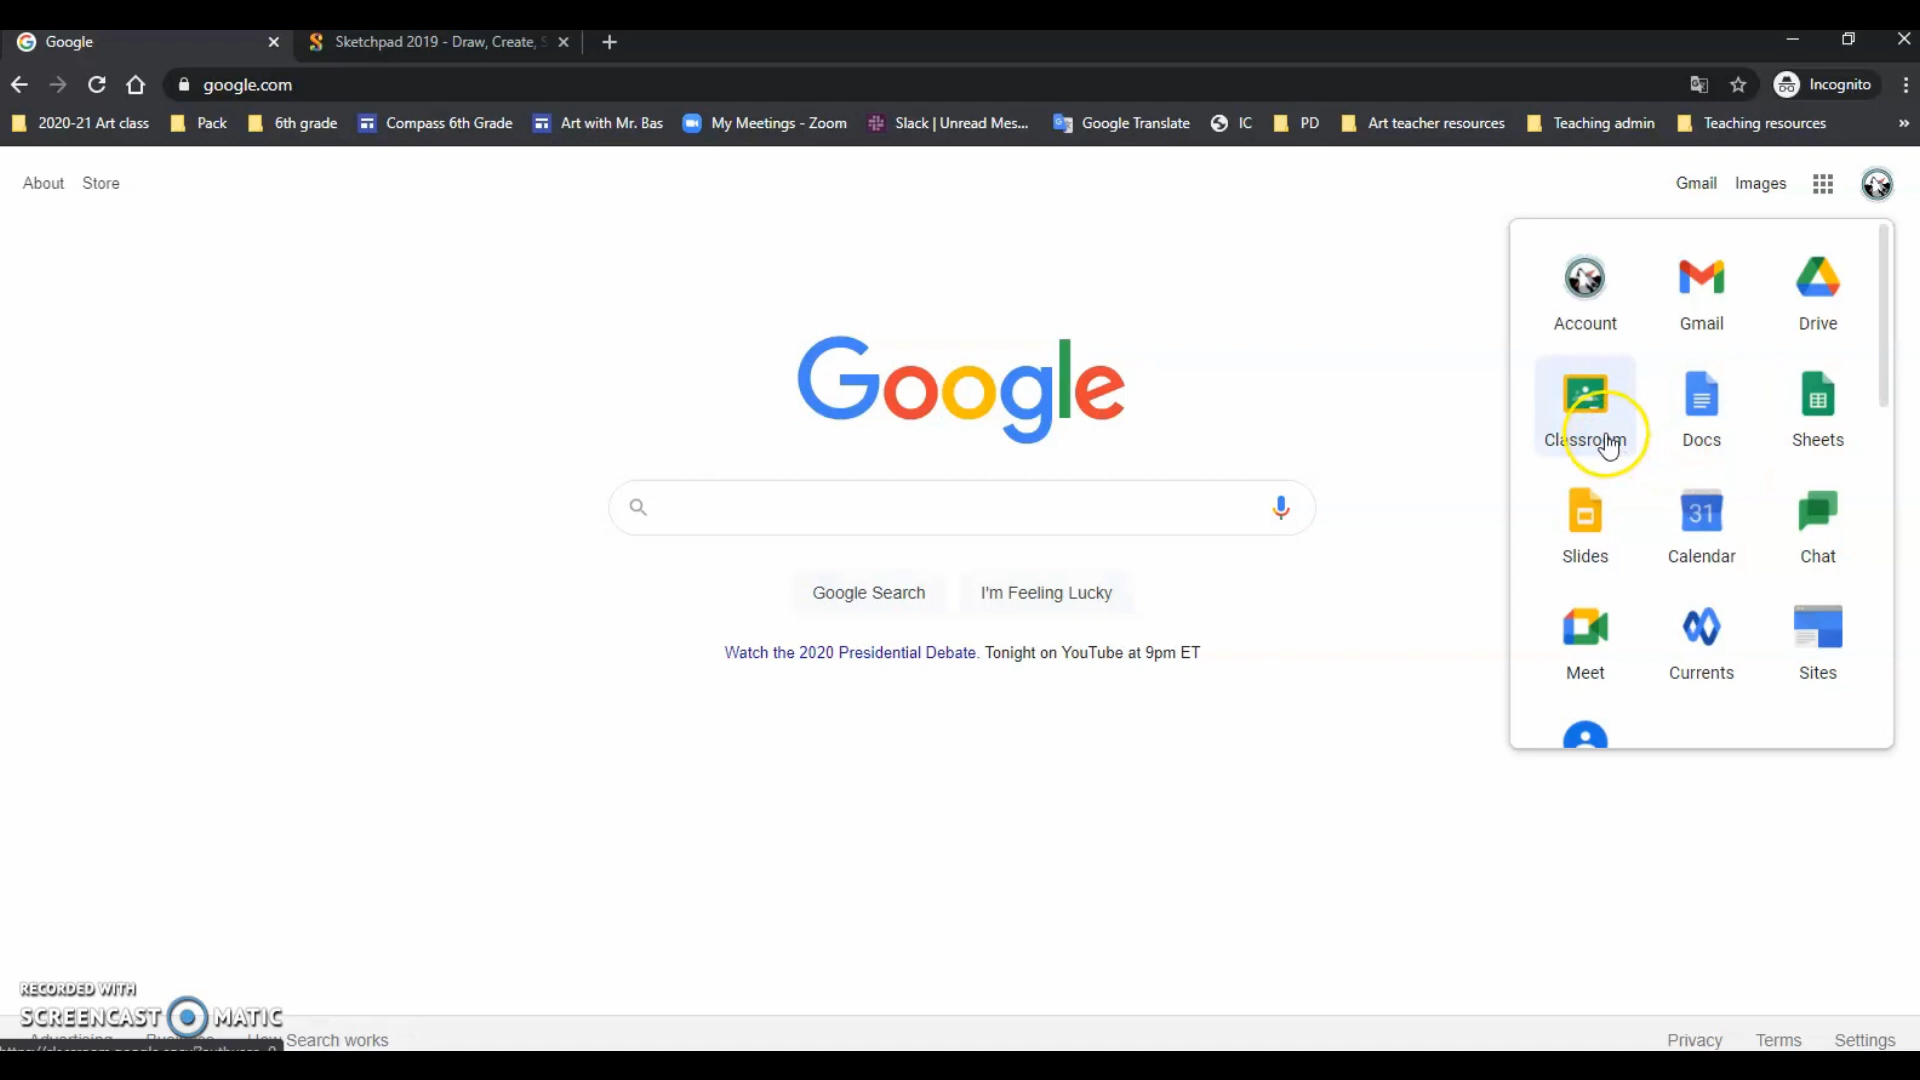 Google
Sketchpad 2019 - Draw, Create, S
google.com
Incognito
2020-21 Art class
Pack
6th grade
Compass 6th Grade
Art with Mr. Bas
My Meetings - Zoom
Slack | Unread Mes...
Google Translate
IC
PD
Art teacher resources
Teaching admin
Teaching resources
»
About
Store
Gmail
Images
Account
Gmail
Drive
Classroom
Docs
Sheets
Slides
31
Calendar
Chat
Meet
Currents
Sites
Google
Google Search
I'm Feeling Lucky
Watch the 2020 Presidential Debate. Tonight on YouTube at 9pm ET
RECORDED WITH
SCREENCAST MATIC
How Search works
Privacy
Terms
Settings